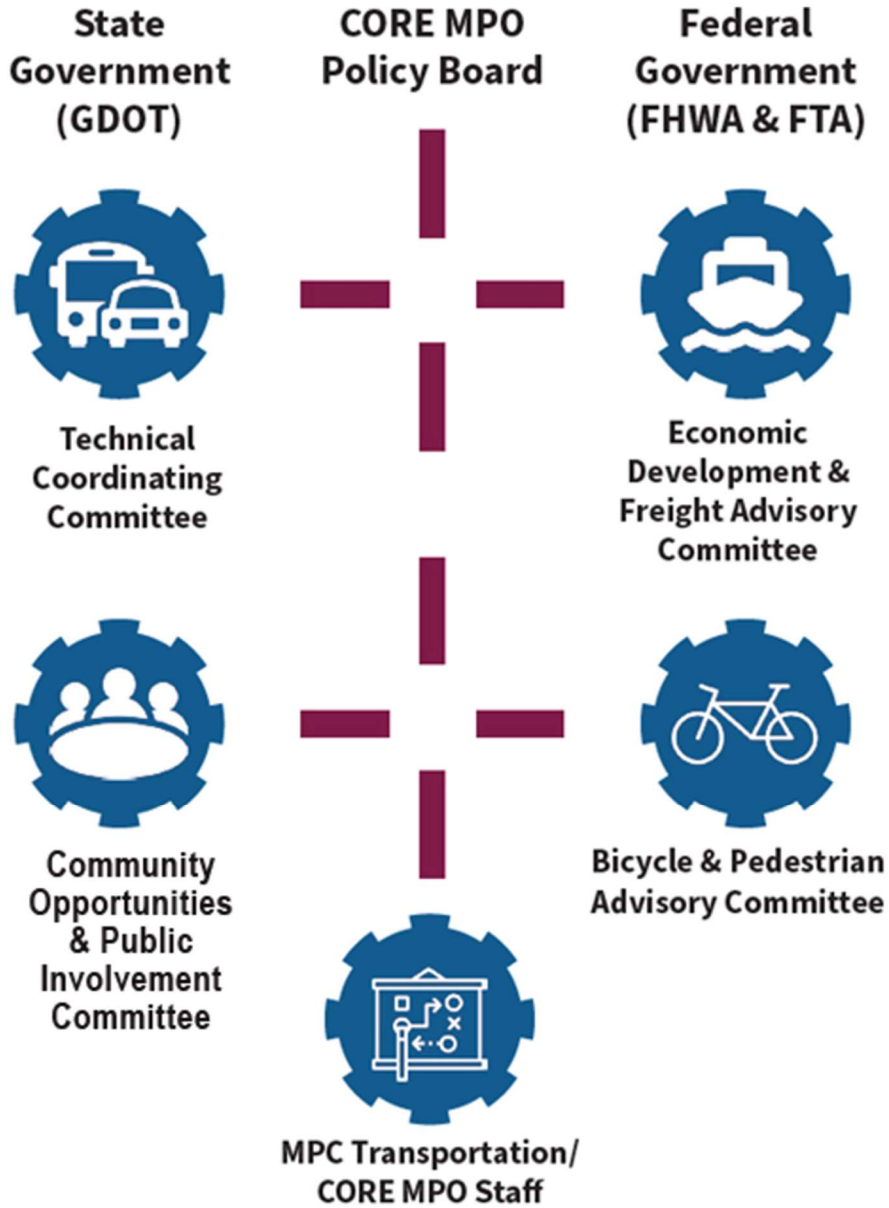 State
Government
(GDOT)
CORE MPO
Policy Board
Federal
Government
(FHWA & FTA)
Technical
Coordinating
Committee
Economic
Development &
Freight Advisory
Committee
Community
Opportunities
& Public
Involvement
Committee
Bicycle & Pedestrian
Advisory Committee
MPC Transportation/
CORE MPO Staff